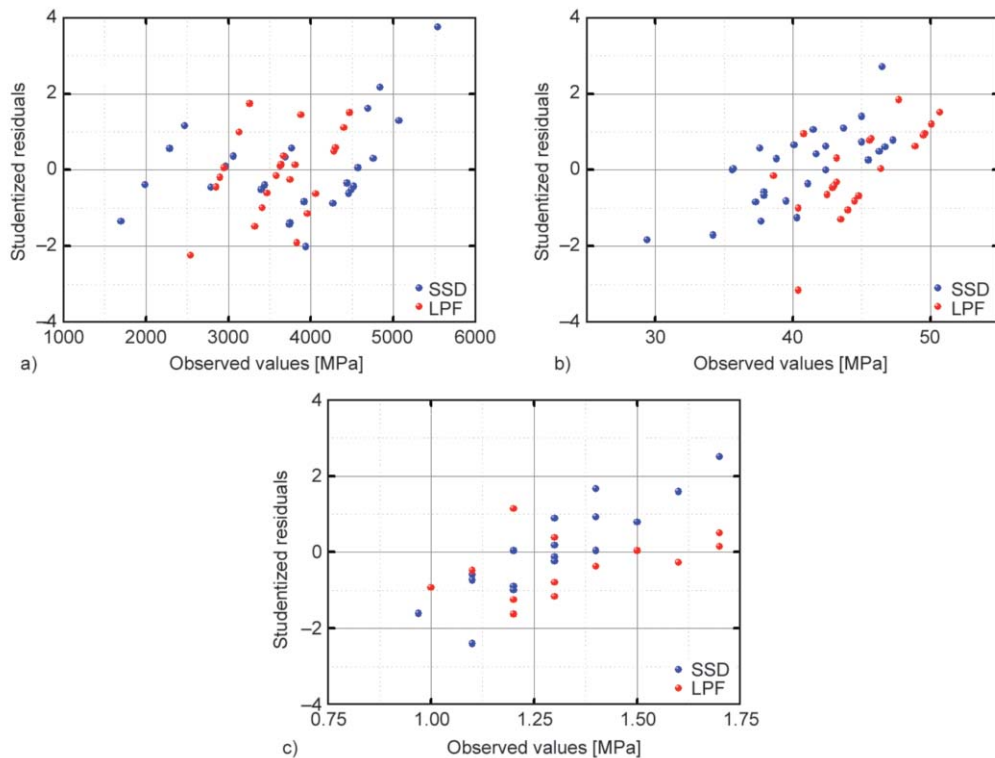 4
2
0
−2
−4
Studentized residuals
SSD
LPF
1000 2000 3000 4000 5000 6000
a) Observed values [MPa]
4
2
0
−2
−4
Studentized residuals
SSD
LPF
30 40 50
b) Observed values [MPa]
4
2
0
−2
−4
Studentized residuals
SSD
LPF
0.75 1.00 1.25 1.50 1.75
c) Observed values [MPa]